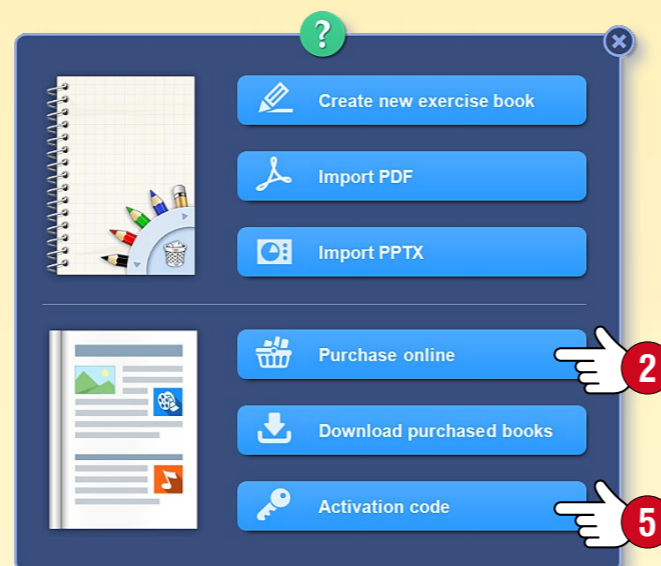 ?
Create new exercise book
Import PDF
Import PPTX
Purchase online
2
Download purchased books
Activation code
5